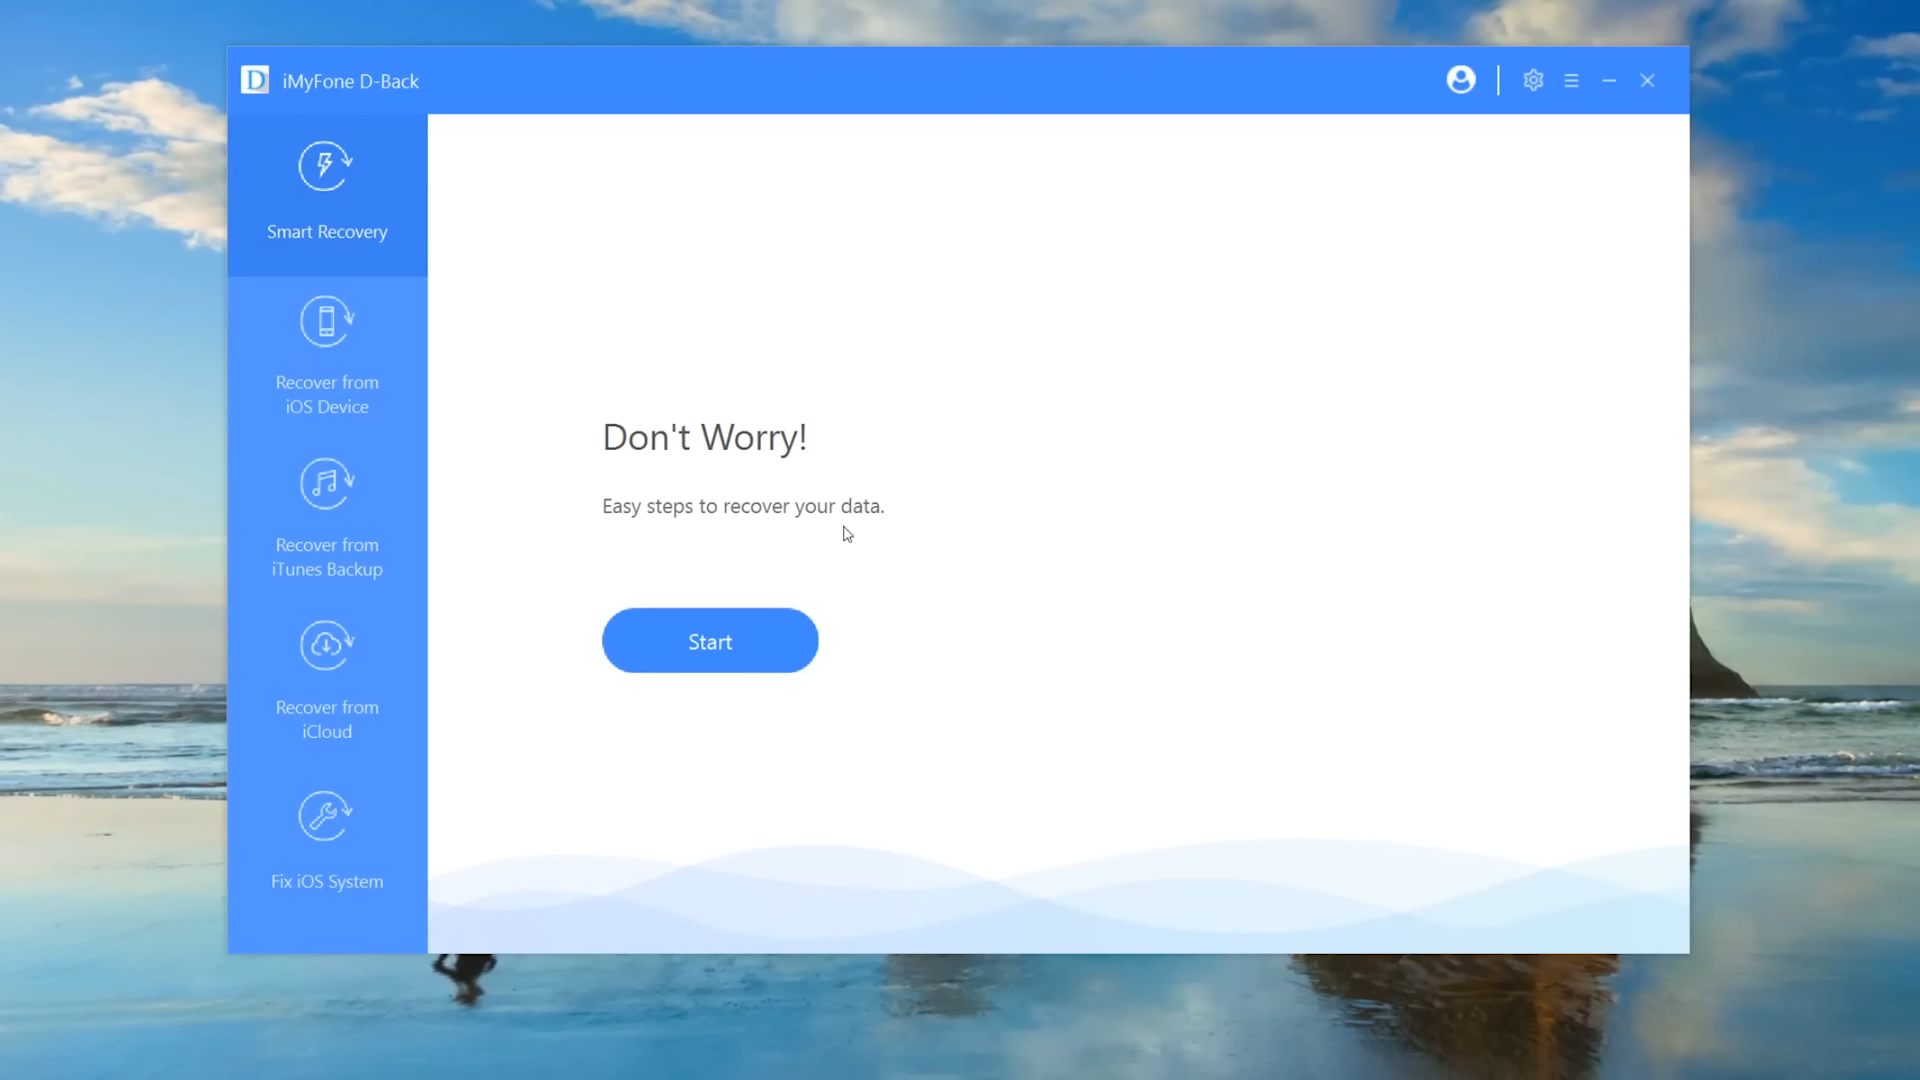 iMyFone D-Back
Smart Recovery
Recover from
iOS Device
Recover from
iTunes Backup
Recover from
iCloud
Fix iOS System
Don't Worry!
Easy steps to recover your data.
Start